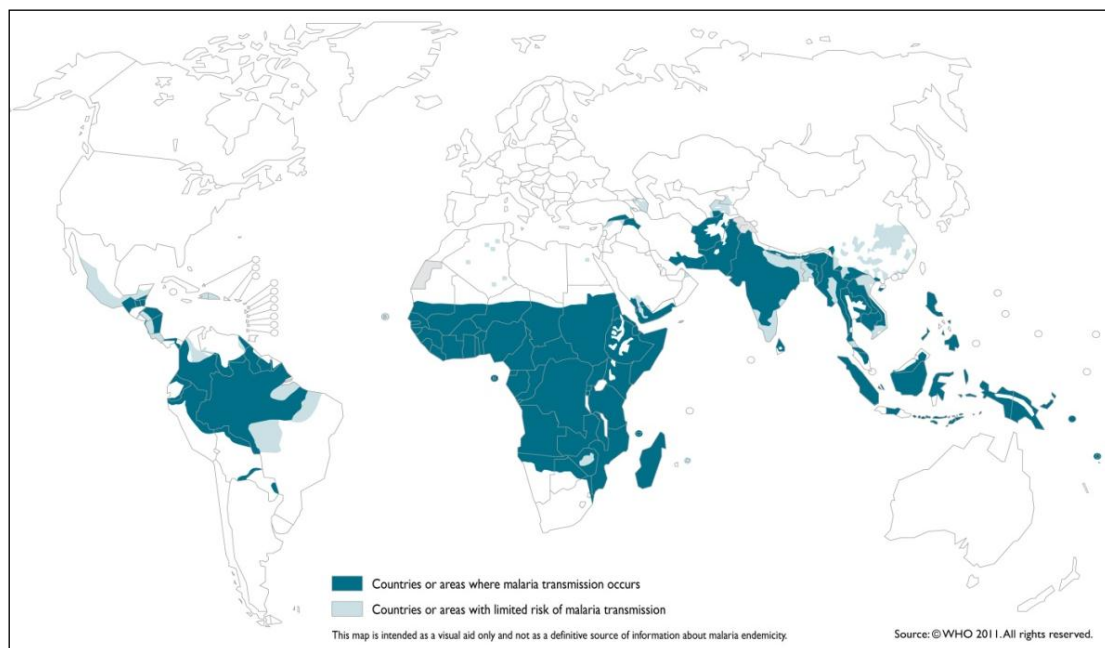 Countries or areas where malaria transmission occurs
Countries or areas with limited risk of malaria transmission
This map is intended as a visual aid only and not as a definitive source of information about malaria endemicity.
Source: © WHO 2011. All rights reserved.